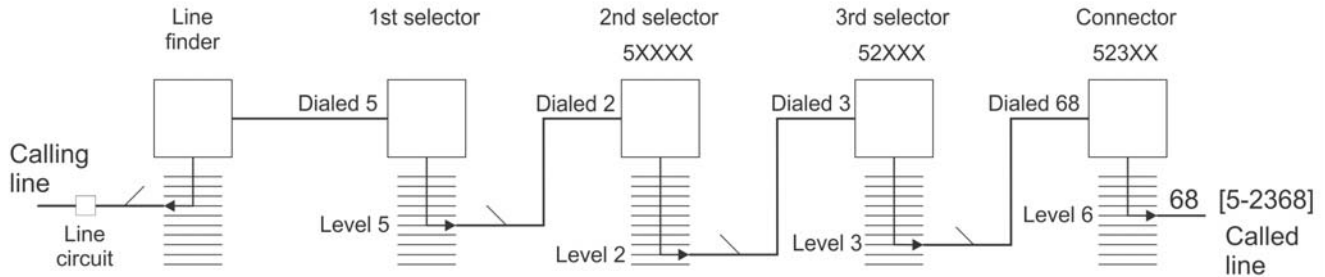 Line
finder
1st selector
2nd selector
3rd selector
Connector
5XXXX
52XXX
523XX
Dialed 5
Dialed 2
Dialed 3
Dialed 68
Calling
line
Line
circuit
Level 5
Level 2
Level 3
Level 6
68 [5-2368]
Called
line